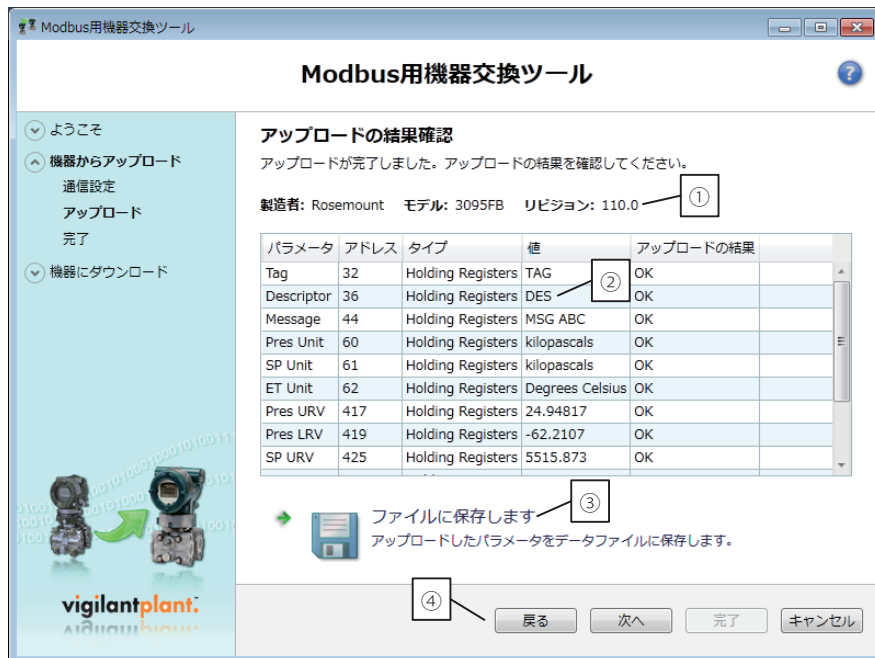 Modbus用機器交換ツール
Modbus用機器交換ツール
ようこそ
機器からアップロード
通信設定
アップロード
完了
機器にダウンロード
vigilantplant.
アップロードの結果確認
アップロードが完了しました。アップロードの結果を確認してください。
製造者: Rosemount モデル: 3095FB リビジョン: 110.0
①
パラメータ アドレス タイプ 値 アップロードの結果
Tag 32 Holding Registers TAG OK
②
Descriptor 36 Holding Registers DES OK
Message 44 Holding Registers MSG ABC OK
Pres Unit 60 Holding Registers kilopascals OK
SP Unit 61 Holding Registers kilopascals OK
ET Unit 62 Holding Registers Degrees Celsius OK
Pres URV 417 Holding Registers 24.94817 OK
Pres LRV 419 Holding Registers -62.2107 OK
SP URV 425 Holding Registers 5515.873 OK
③
ファイルに保存します
アップロードしたパラメータをデータファイルに保存します。
④
戻る 次へ 完了 キャンセル